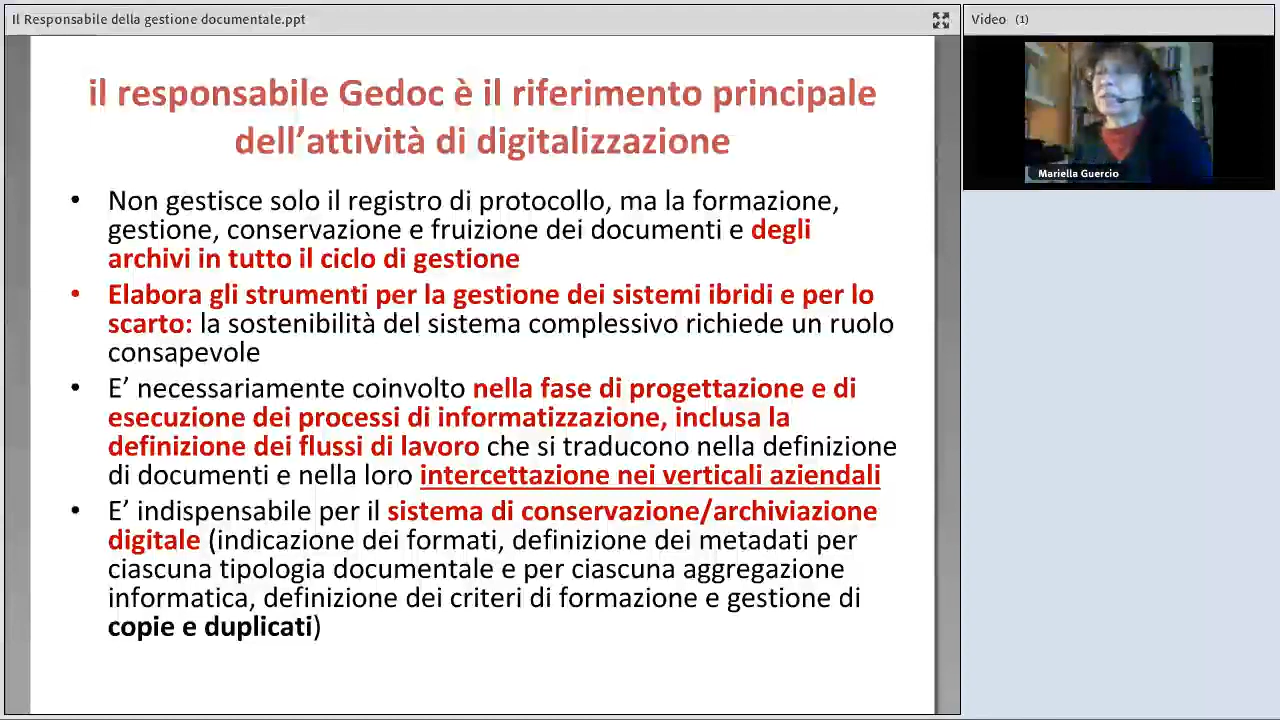 Il Responsabile della gestione documentale.ppt
Video (1)
Mariella Guercio
il responsabile Gedoc è il riferimento principale
dell’attività di digitalizzazione
• Non gestisce solo il registro di protocollo, ma la formazione,
gestione, conservazione e fruizione dei documenti e degli
archivi in tutto il ciclo di gestione
• Elabora gli strumenti per la gestione dei sistemi ibridi e per lo
scarto: la sostenibilità del sistema complessivo richiede un ruolo
consapevole
• E’ necessariamente coinvolto nella fase di progettazione e di
esecuzione dei processi di informatizzazione, inclusa la
definizione dei flussi di lavoro che si traducono nella definizione
di documenti e nella loro intercettazione nei verticali aziendali
• E’ indispensabile per il sistema di conservazione/archiviazione
digitale (indicazione dei formati, definizione dei metadati per
ciascuna tipologia documentale e per ciascuna aggregazione
informatica, definizione dei criteri di formazione e gestione di
copie e duplicati)